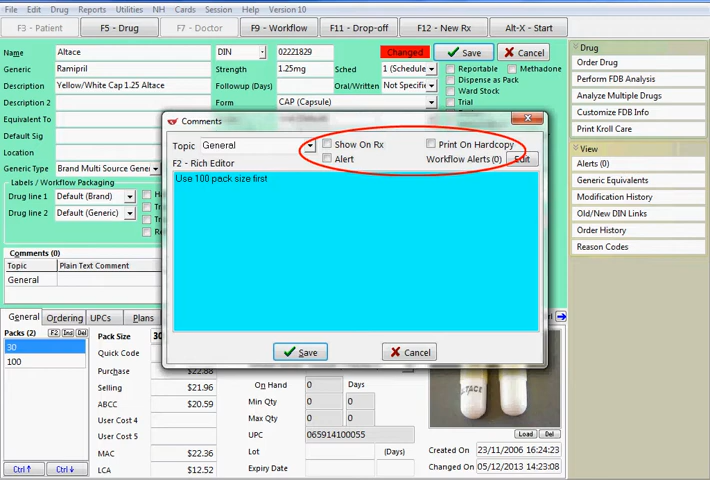 File Edit Drug Reports Utilities NH Cards Session Help Version 10
F3 - Patient F5 - Drug F7 - Doctor F9 - Workflow F11 - Drop-off F12 - New Rx Alt-X - Start
Name Altace DIN 02221829 Changed Save Cancel
Generic Ramipril Strength 1.25mg Sched 1 (Schedule Reportable Methadone
Description Yellow/White Cap 1.25 Altace Followup (Days) Oral/Written Not Specifie Dispense as Pack
Ward Stock
Description 2 Form CAP (Capsule) Trial
Equivalent To
Default Sig
Location
Generic Type Brand Multi Source Gener
Labels / Workflow Packaging
Drug line 1 Default (Brand)
Drug line 2 Default (Generic)
Comments (0)
Topic Plain Text Comment
General
Comments
Topic General Show On Rx Print On Hardcopy
F2 - Rich Editor Alert Workflow Alerts (0) Edit
Use 100 pack size first
Save Cancel
Drug
Order Drug
Perform FDB Analysis
Analyze Multiple Drugs
Customize FDB Info
Print Kroll Care
View
Alerts (0)
Generic Equivalents
Modification History
Old/New DIN Links
Order History
Reason Codes
General Ordering UPCs Plans
Packs (2) F2 Ins Del
30
100
Ctrl Ctrl
Pack Size 30
Quick Code
Purchase $22.88
Selling $21.96
ABCC $20.59
User Cost 4
User Cost 5
MAC $22.36
LCA $12.52
On Hand 0 Days
Min Qty 0 0
Max Qty 0 0
UPC 065914100055
Lot (Days)
Expiry Date
ALTACE
Load Del
Created On 23/11/2006 16:24:23
Changed On 05/12/2013 14:23:08